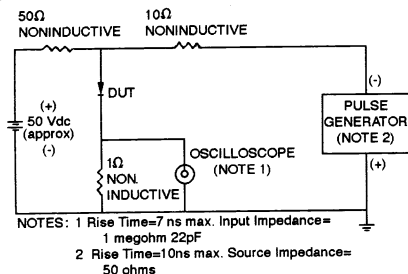 50Ω
NONINDUCTIVE
10Ω
NONINDUCTIVE
DUT
(+)
50 Vdc
(approx)
(-)
(-)
PULSE
GENERATOR
(NOTE 2)
(+)
1Ω
NON.
INDUCTIVE
OSCILLOSCOPE
(NOTE 1)
NOTES: 1 Rise Time=7 ns max. Input Impedance=
1 megohm 22pF
2 Rise Time=10ns max. Source Impedance=
50 ohms